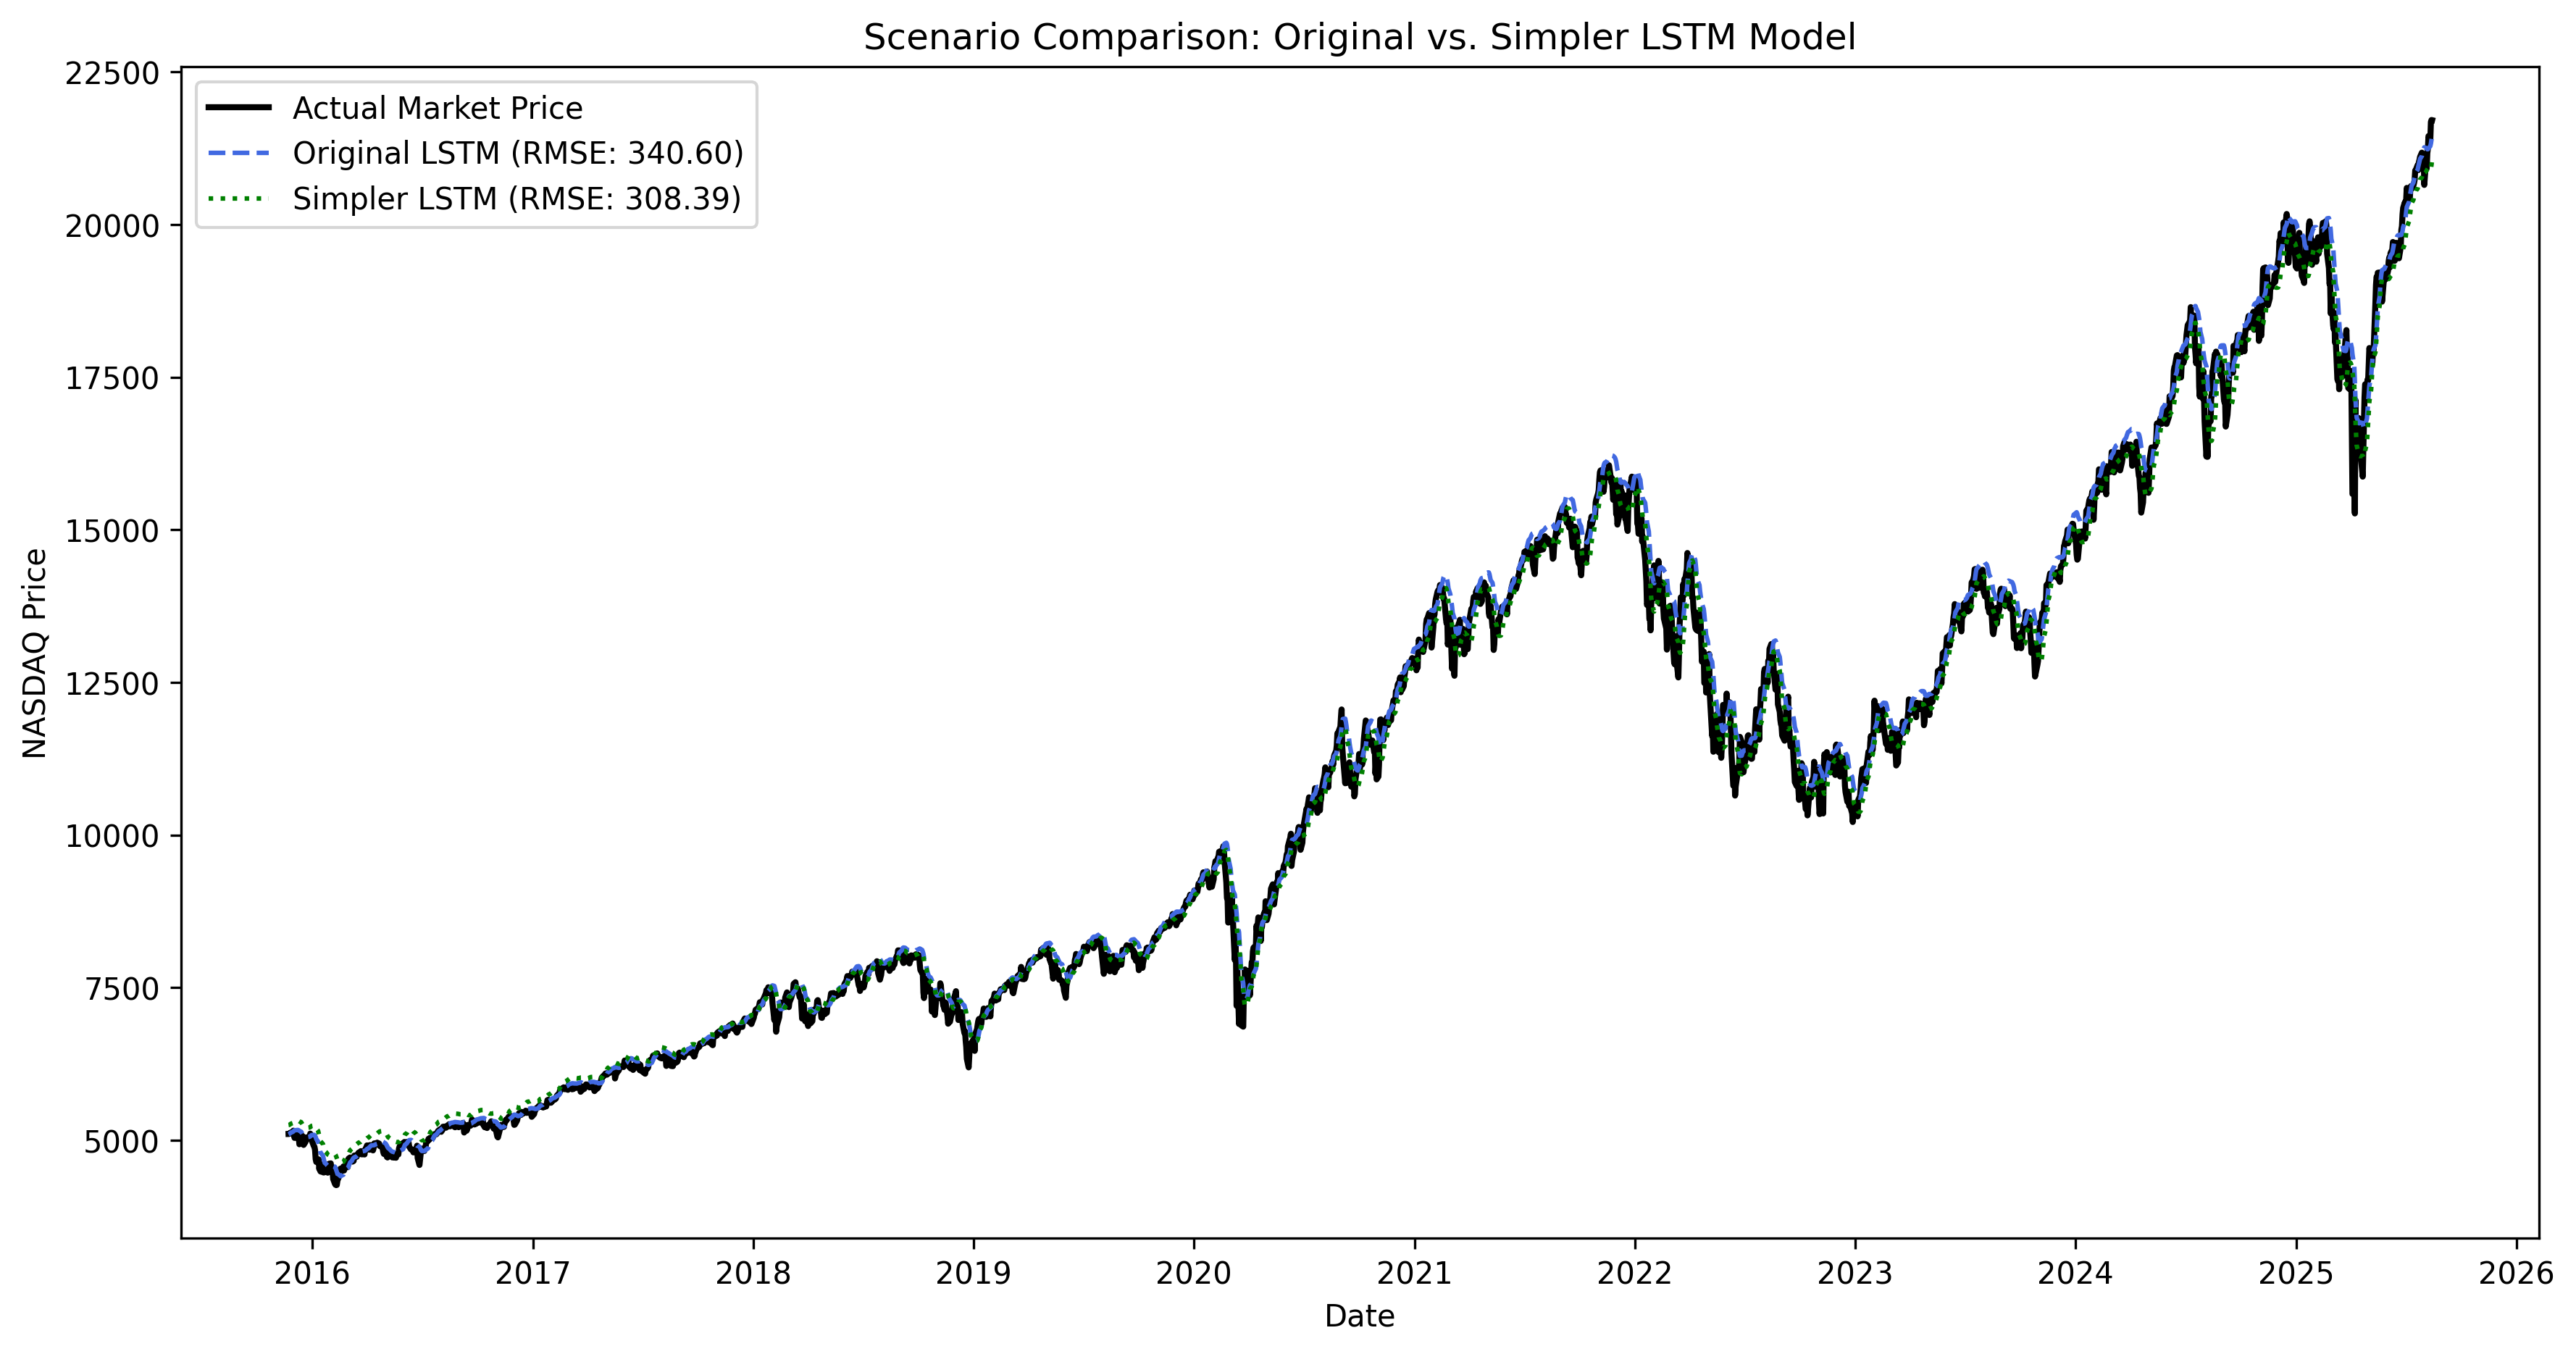 Scenario Comparison: Original vs. Simpler LSTM Model
Actual Market Price
Original LSTM (RMSE: 340.60)
Simpler LSTM (RMSE: 308.39)
22500
20000
17500
15000
12500
10000
7500
5000
NASDAQ Price
2016 2017 2018 2019 2020 2021 2022 2023 2024 2025 2026
Date